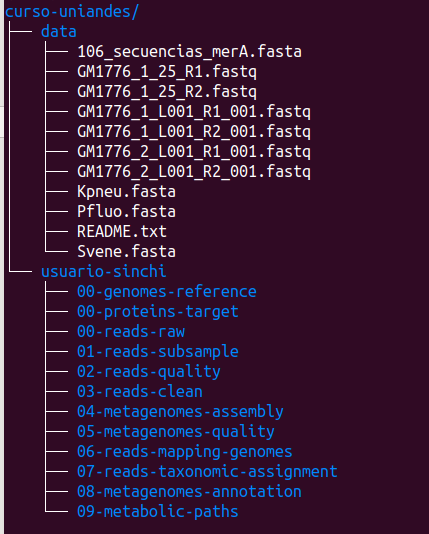 curso-uniandes/
├── data
│   ├── 106_secuencias_merA.fasta
│   ├── GM1776_1_25_R1.fastq
│   ├── GM1776_1_25_R2.fastq
│   ├── GM1776_1_L001_R1_001.fastq
│   ├── GM1776_1_L001_R2_001.fastq
│   ├── GM1776_2_L001_R1_001.fastq
│   ├── GM1776_2_L001_R2_001.fastq
│   ├── Kpneu.fasta
│   ├── Pfluo.fasta
│   ├── README.txt
│   └── Svene.fasta
└── usuario-sinchi
    ├── 00-genomes-reference
    ├── 00-proteins-target
    ├── 00-reads-raw
    ├── 01-reads-subsample
    ├── 02-reads-quality
    ├── 03-reads-clean
    ├── 04-metagenomes-assembly
    ├── 05-metagenomes-quality
    ├── 06-reads-mapping-genomes
    ├── 07-reads-taxonomic-assignment
    ├── 08-metagenomes-annotation
    └── 09-metabolic-paths